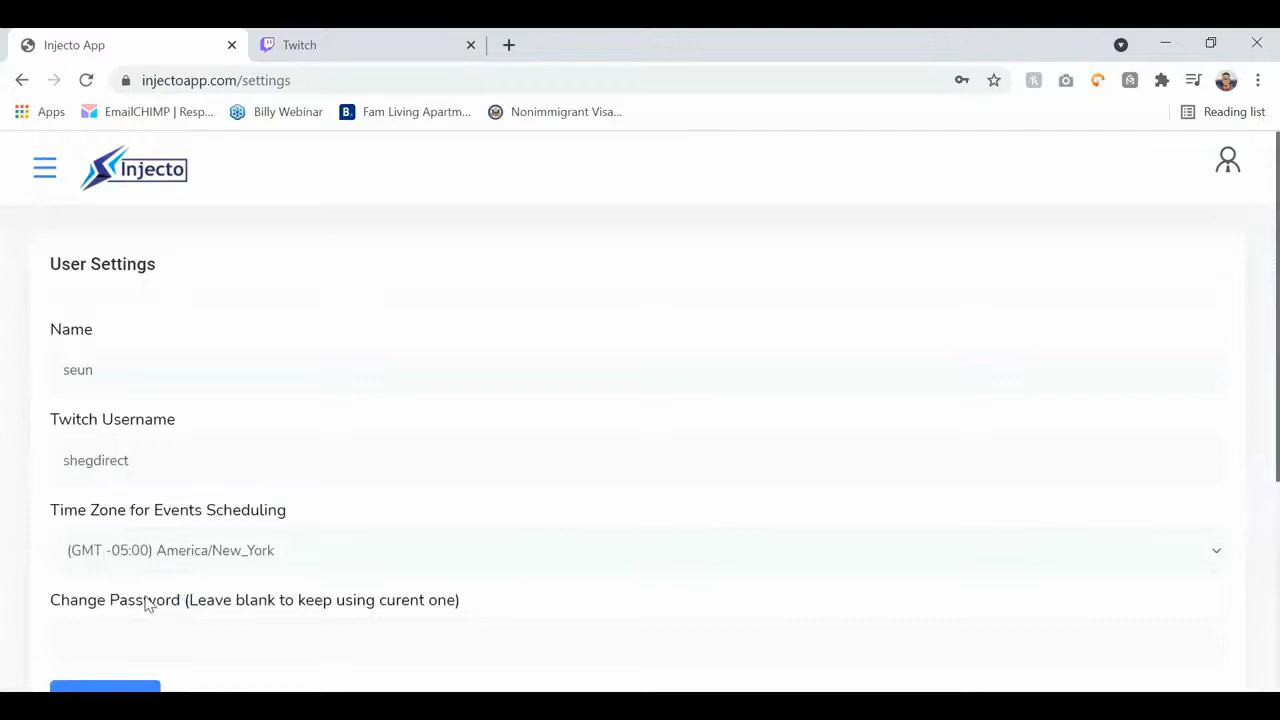 Injecto App
Twitch
injectoapp.com/settings
Apps
EmailCHIMP | Resp...
Billy Webinar
B.
Fam Living Apartm...
Nonimmigrant Visa...
Reading list
Injecto
User Settings
Name
seun
Twitch Username
shegdirect
Time Zone for Events Scheduling
(GMT -05:00) America/New_York
Change Password (Leave blank to keep using curent one)